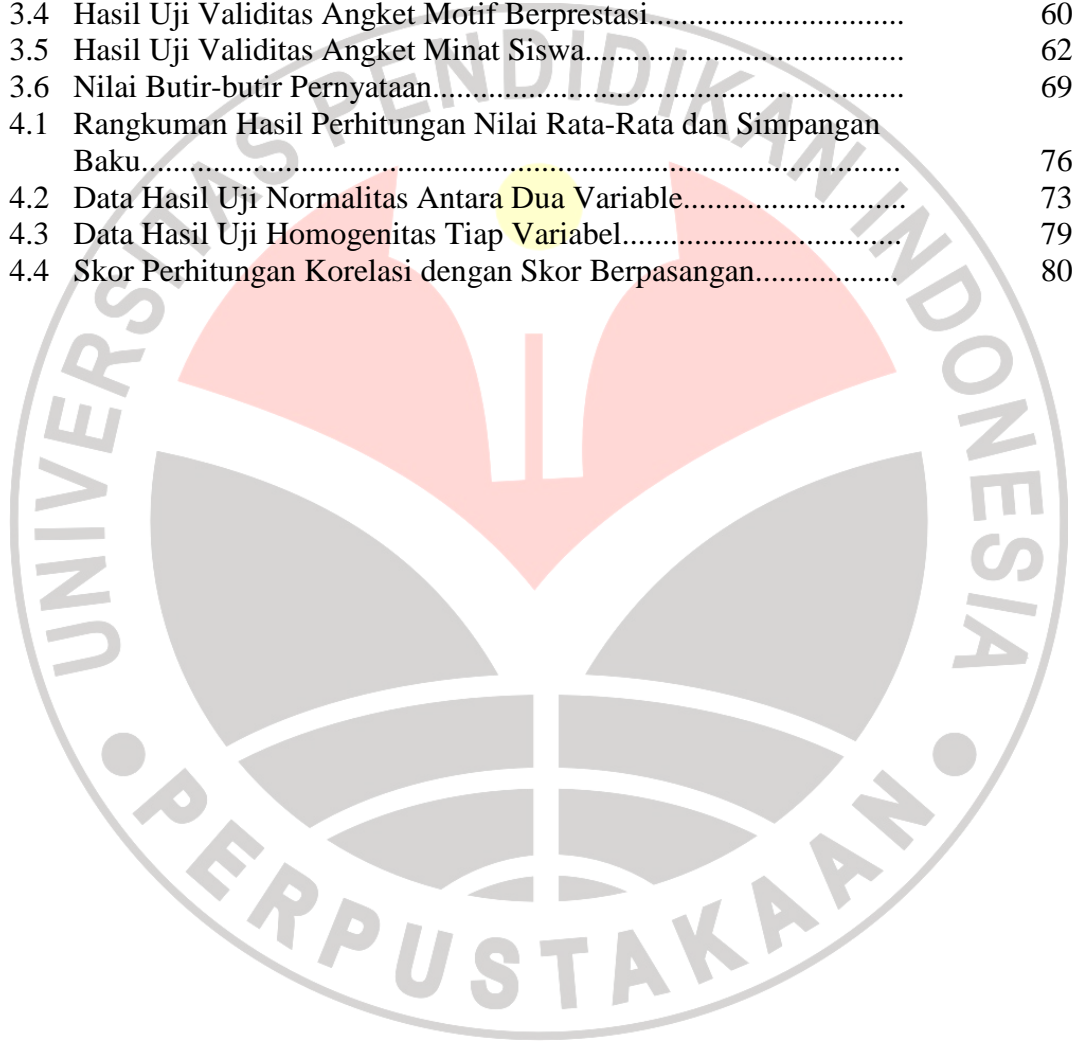 3.4 Hasil Uji Validitas Angket Motif Berprestasi............................ 60
3.5 Hasil Uji Validitas Angket Minat Siswa....................................... 62
3.6 Nilai Butir-butir Pernyataan.......................................................... 69
4.1 Rangkuman Hasil Perhitungan Nilai Rata-Rata dan Simpangan
Baku............................................................................................. 76
4.2 Data Hasil Uji Normalitas Antara Dua Variable........................... 73
4.3 Data Hasil Uji Homogenitas Tiap Variabel.................................. 79
4.4 Skor Perhitungan Korelasi dengan Skor Berpasangan.................. 80
UNIVERSITAS PENDIDIKAN INDONESIA
PERPUSTAKAAN